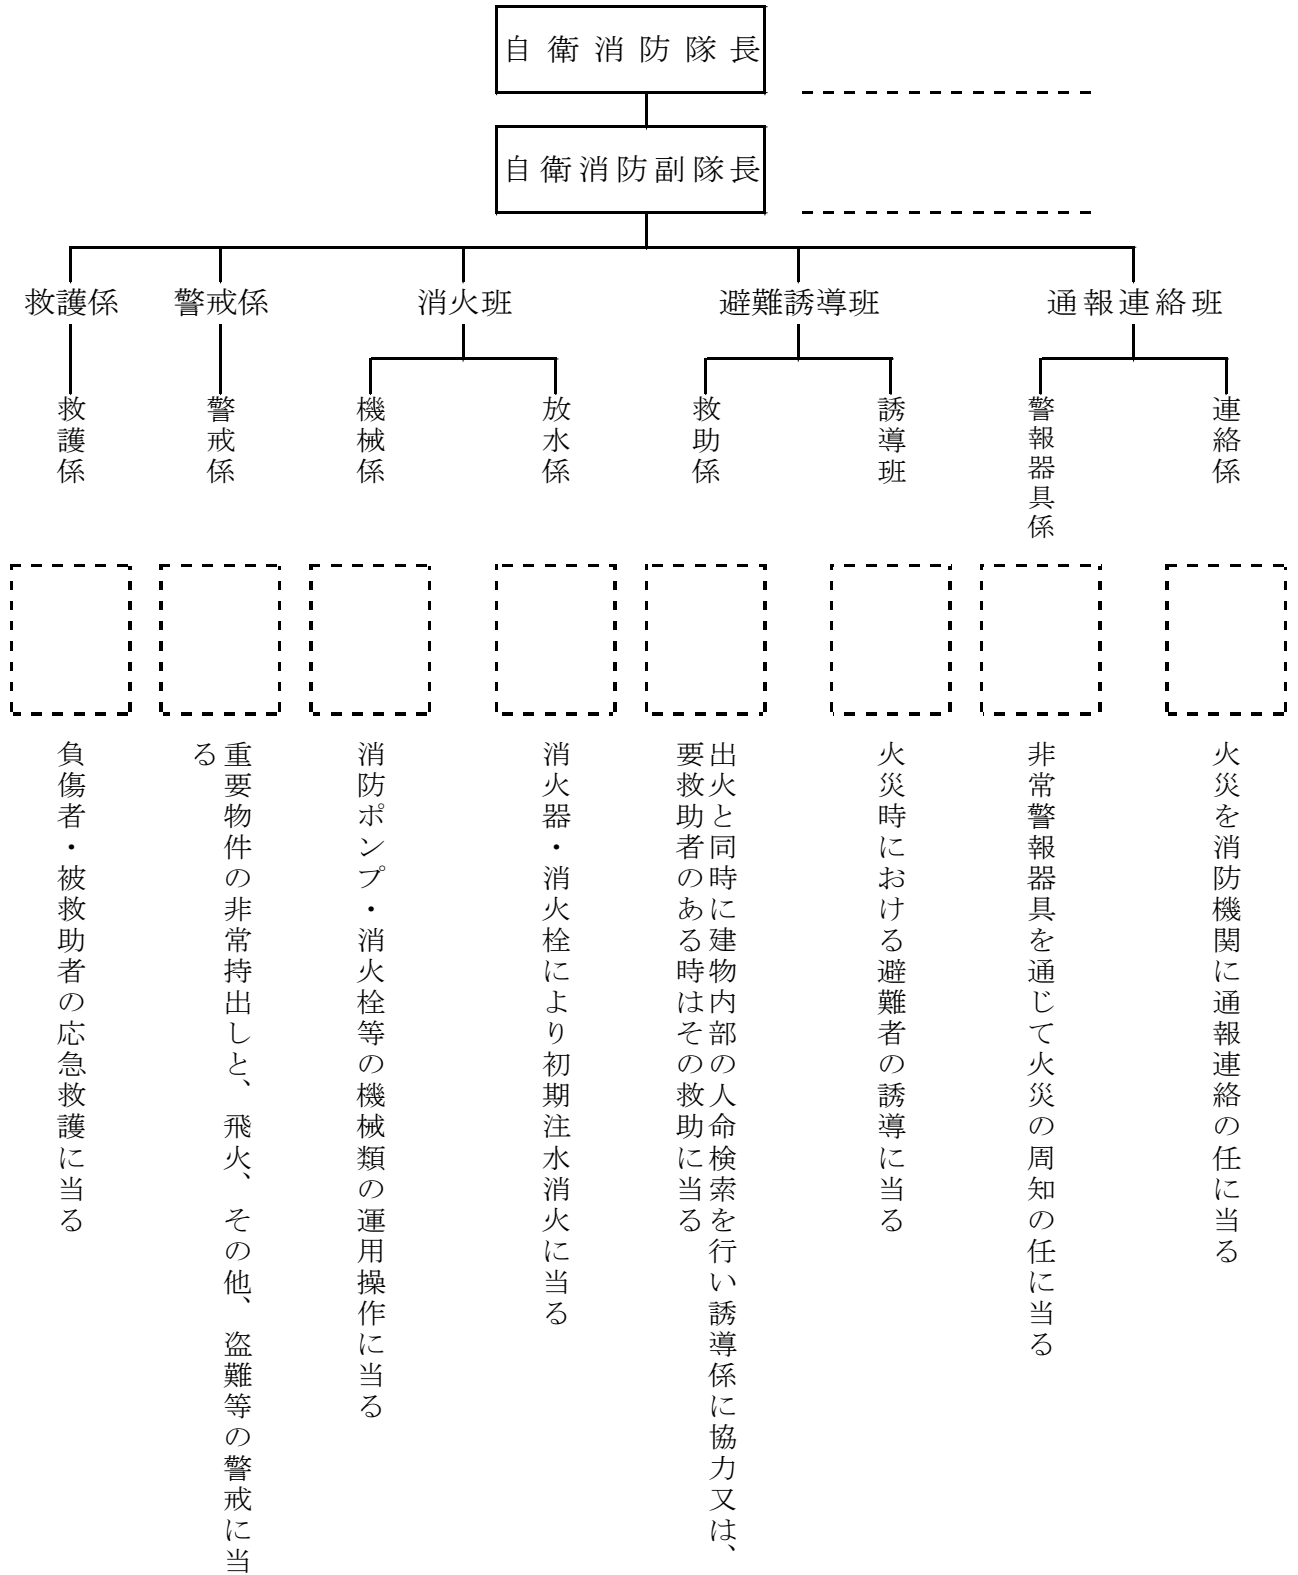 自衛消防隊長
自衛消防副隊長
通報連絡班
避難誘導班
消火班
警戒係
救護係
連絡係
警報器具係
誘導班
救助係
放水係
機械係
警戒係
救護係
火災を消防機関に通報連絡の任に当る
非常警報器具を通じて火災の周知の任に当る
火災時における避難者の誘導に当る
出火と同時に建物内部の人命検索を行い誘導係に協力又は、
要救助者のある時はその救助に当る
消火器・消火栓により初期注水消火に当る
消防ポンプ・消火栓等の機械類の運用操作に当る
重要物件の非常持出しと、飛火、その他、盗難等の警戒に当
る
負傷者・被救助者の応急救護に当る